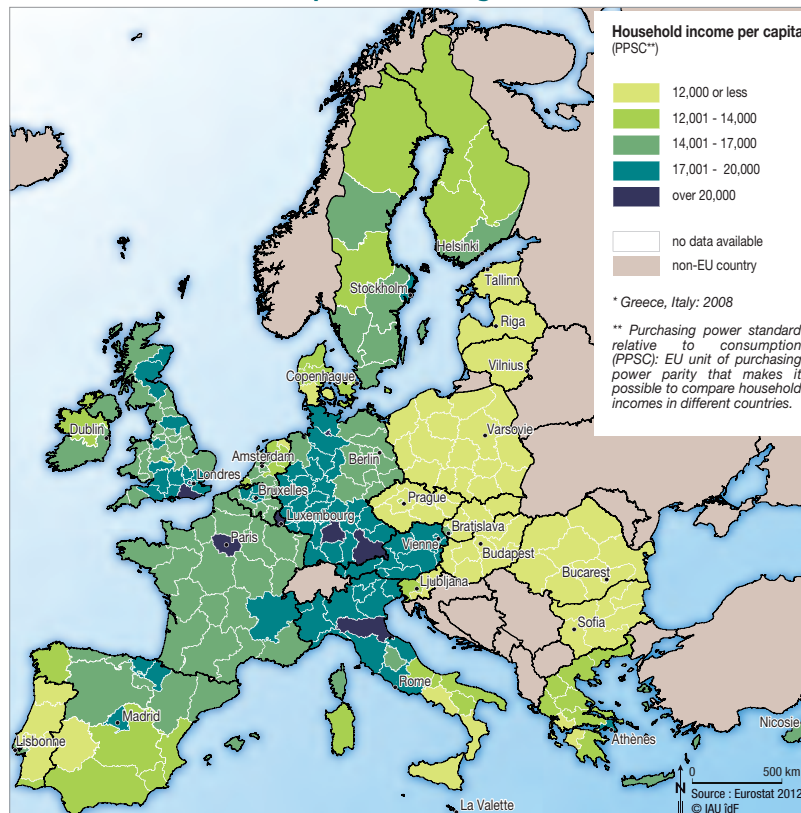 Household income per capita
(PPSC**)
12,000 or less
12,001 - 14,000
14,001 - 17,000
17,001 - 20,000
over 20,000
no data available
non-EU country
* Greece, Italy: 2008
** Purchasing power standard
relative to consumption
(PPSC): EU unit of purchasing
power parity that makes it
possible to compare household
incomes in different countries.
Helsinki
Tallinn
Stockholm
Riga
Vilnius
Copenhague
Dublin
Varsovie
Amsterdam
Berlin
Londres
Bruxelles
Prague
Luxembourg
Paris
Bratislava
Vienne
Budapest
Ljubljana
Bucarest
Sofia
Rome
Madrid
Lisbonne
Nicosie
Athènes
La Valette
0 500 km
N
Source : Eurostat 2012
© IAU îdF